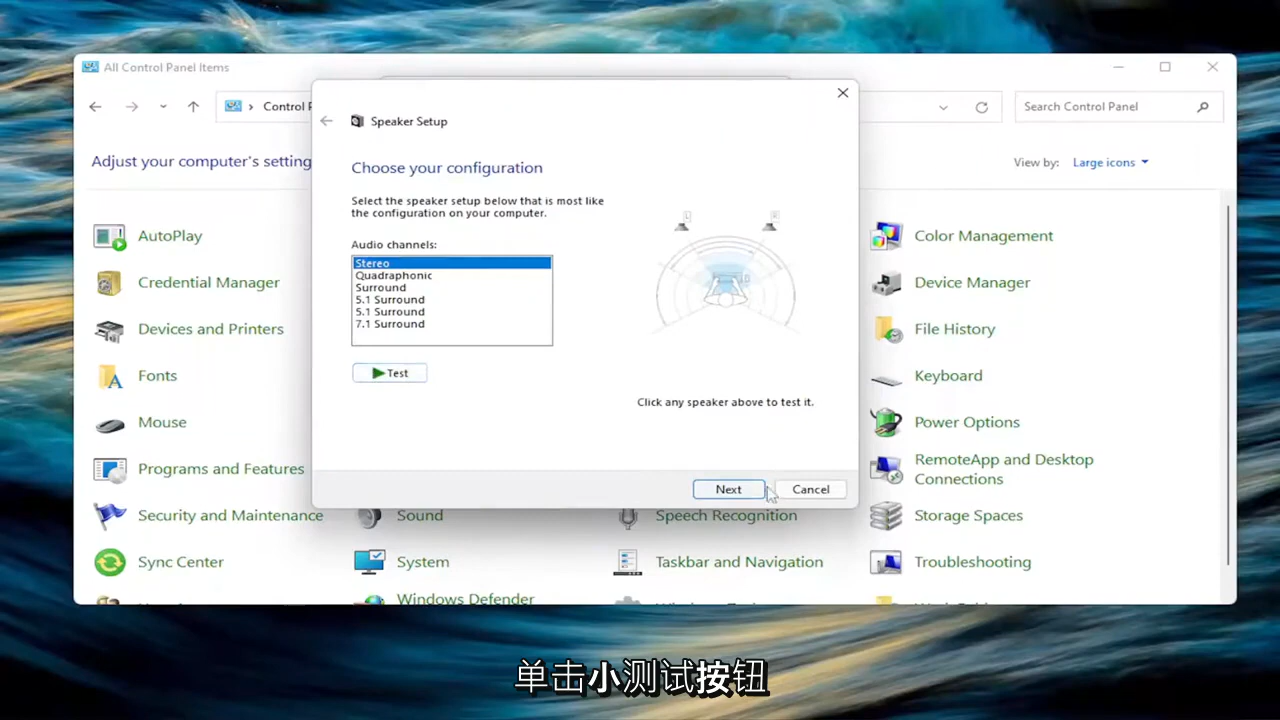 All Control Panel Items
Control P
Search Control Panel
Adjust your computer's setting
View by: Large icons
Speaker Setup
Choose your configuration
Select the speaker setup below that is most like
the configuration on your computer.
Audio channels:
Stereo
Quadraphonic
Surround
5.1 Surround
5.1 Surround
7.1 Surround
L
R
Test
Click any speaker above to test it.
Next
Cancel
AutoPlay
Color Management
Credential Manager
Device Manager
Devices and Printers
File History
Fonts
Keyboard
Mouse
Power Options
Programs and Features
RemoteApp and Desktop
Connections
Security and Maintenance
Sound
Speech Recognition
Storage Spaces
Sync Center
System
Taskbar and Navigation
Troubleshooting
Windows Defender
单击小测试按钮